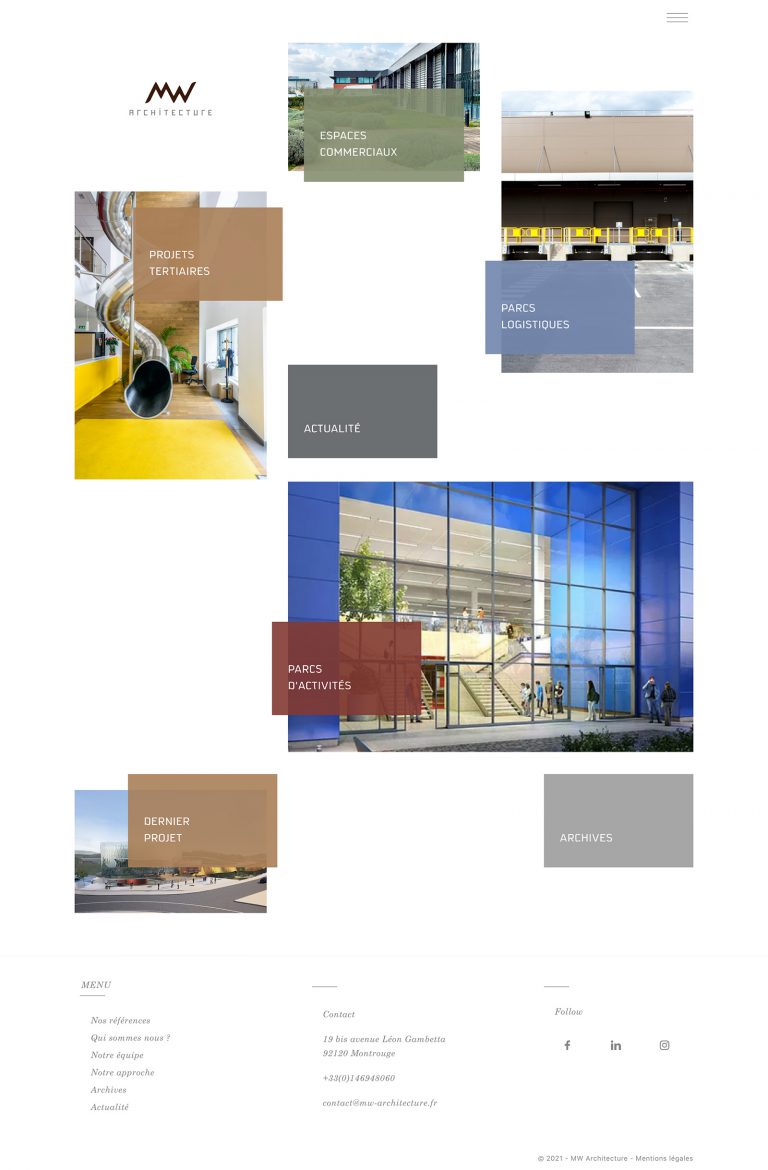 MW
ARCHITECTURE
ESPACES
COMMERCIAUX
PROJETS
TERTIAIRES
PARCS
LOGISTIQUES
ACTUALITÉ
PARCS
D'ACTIVITÉS
DERNIER
PROJET
ARCHIVES
MENU
Nos références
Qui sommes nous ?
Notre équipe
Notre approche
Archives
Actualité
Contact
19 bis avenue Léon Gambetta
92120 Montrouge
+33(0)146948060
contact@mw-architecture.fr
Follow
© 2021 - MW Architecture - Mentions légales